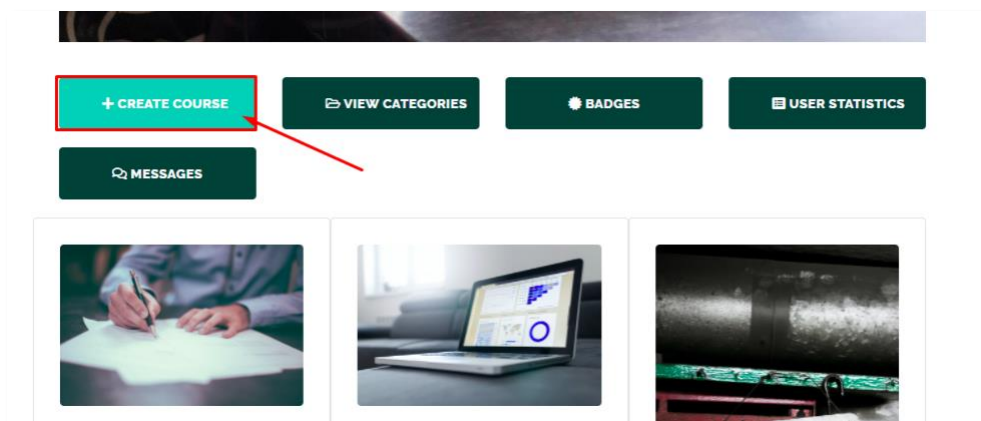 CREATE COURSE
VIEW CATEGORIES
BADGES
USER STATISTICS
MESSAGES